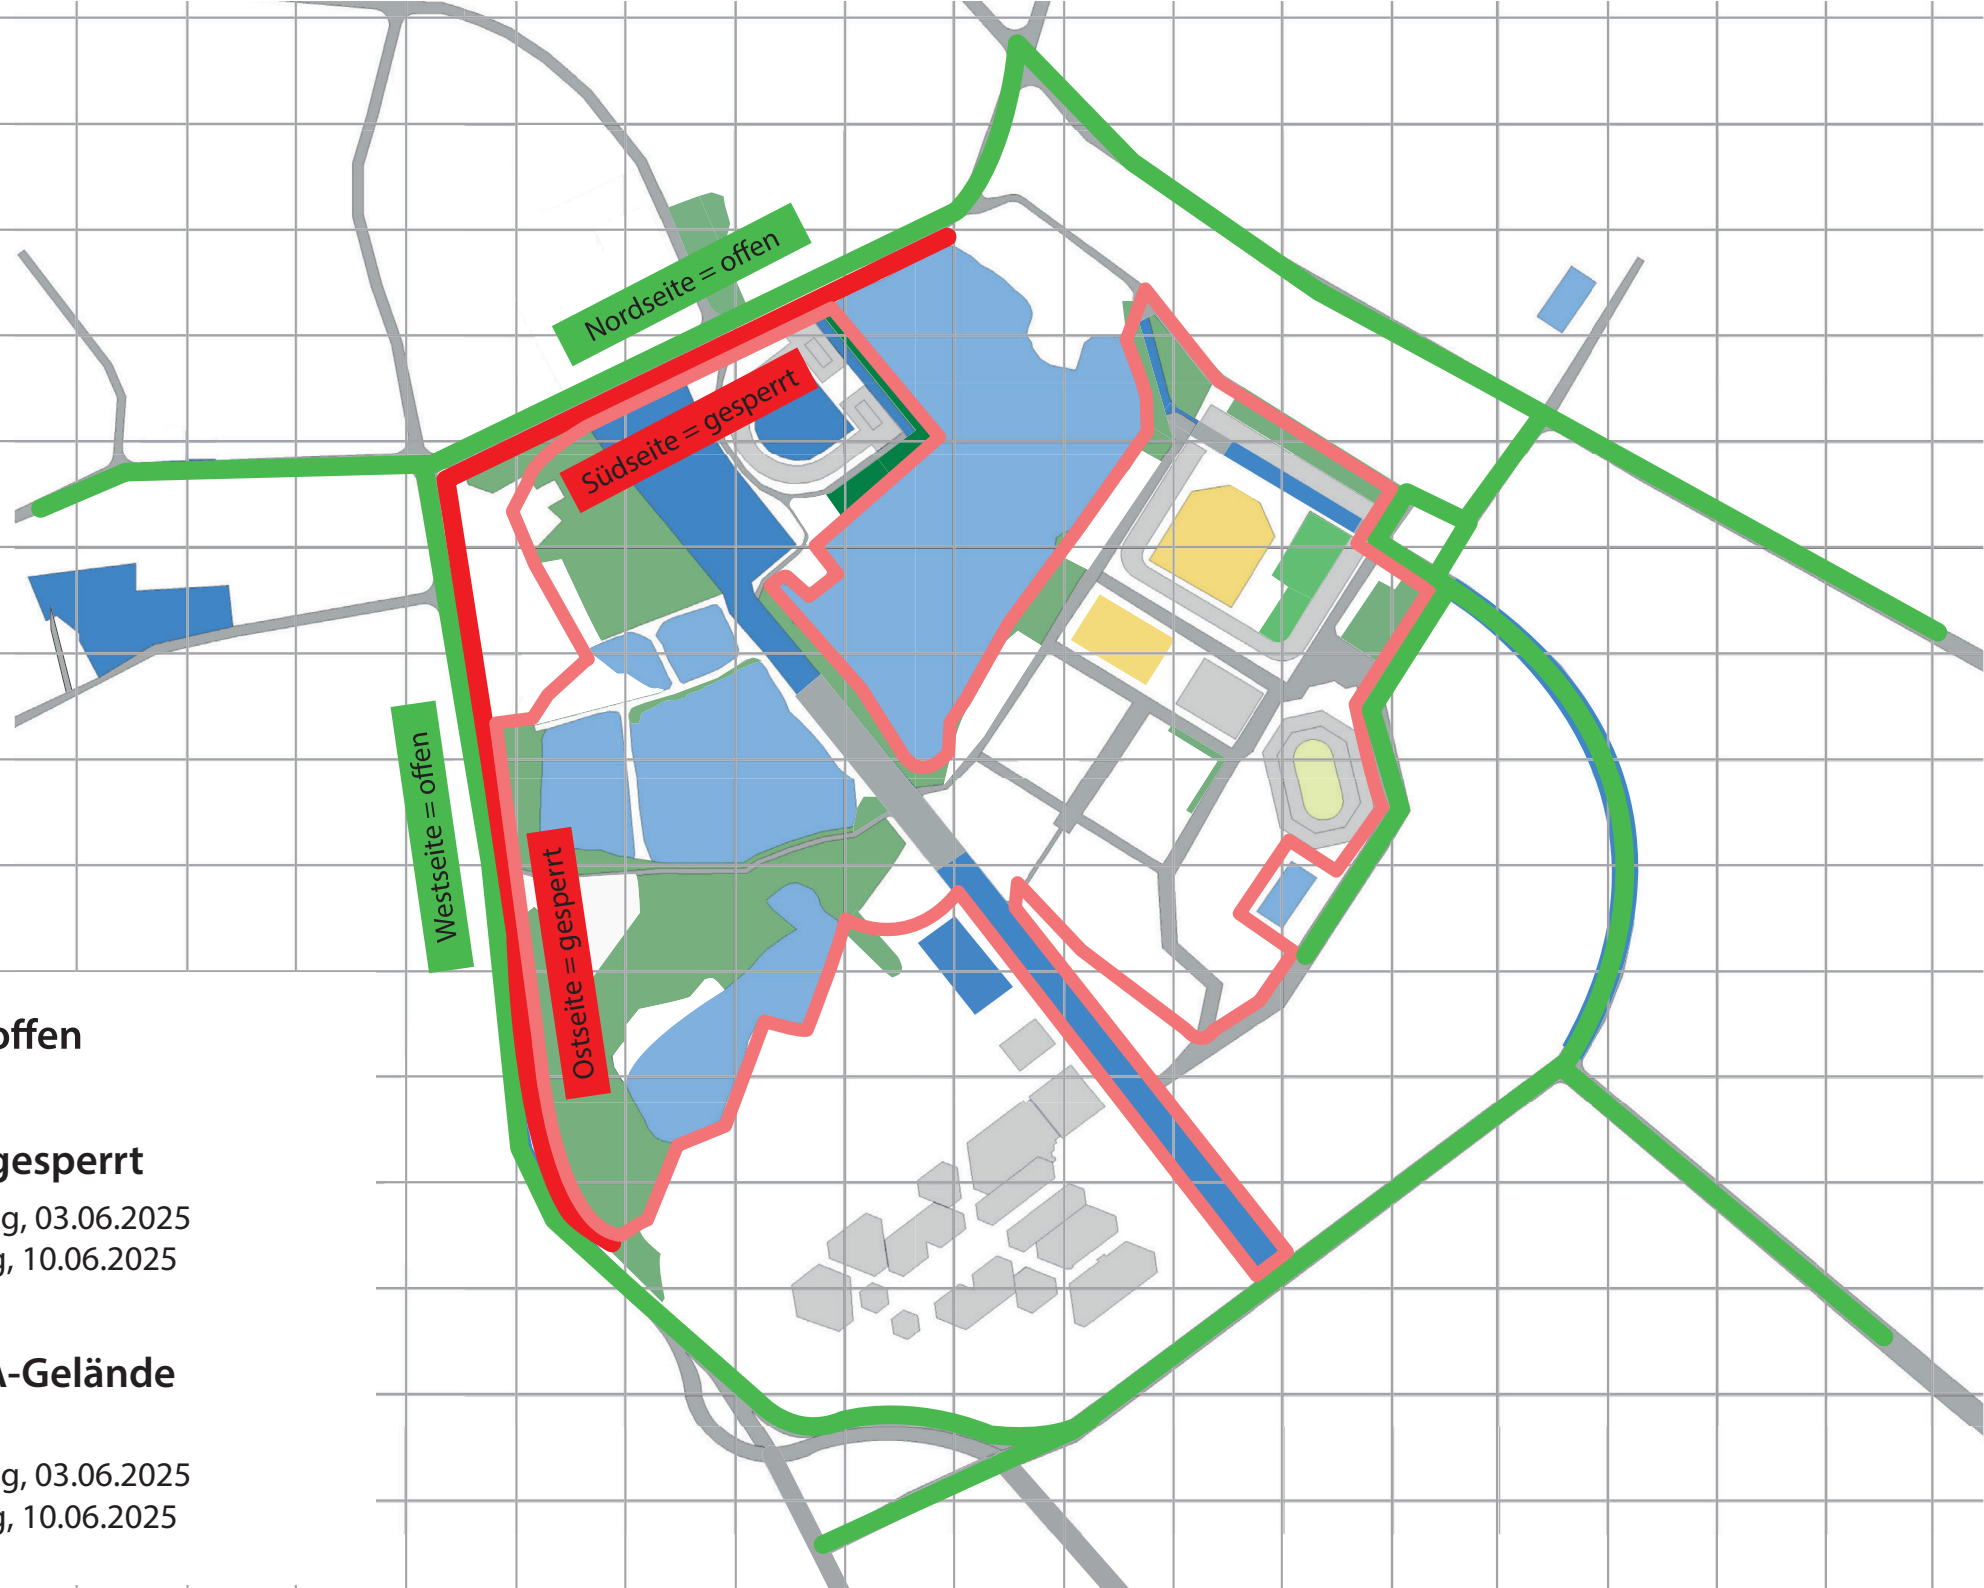 Nordseite = offen
Südseite = gesperrt
Westseite = offen
Ostseite = gesperrt
offen
gesperrt
g, 03.06.2025
g, 10.06.2025
A-Gelände
g, 03.06.2025
g, 10.06.2025